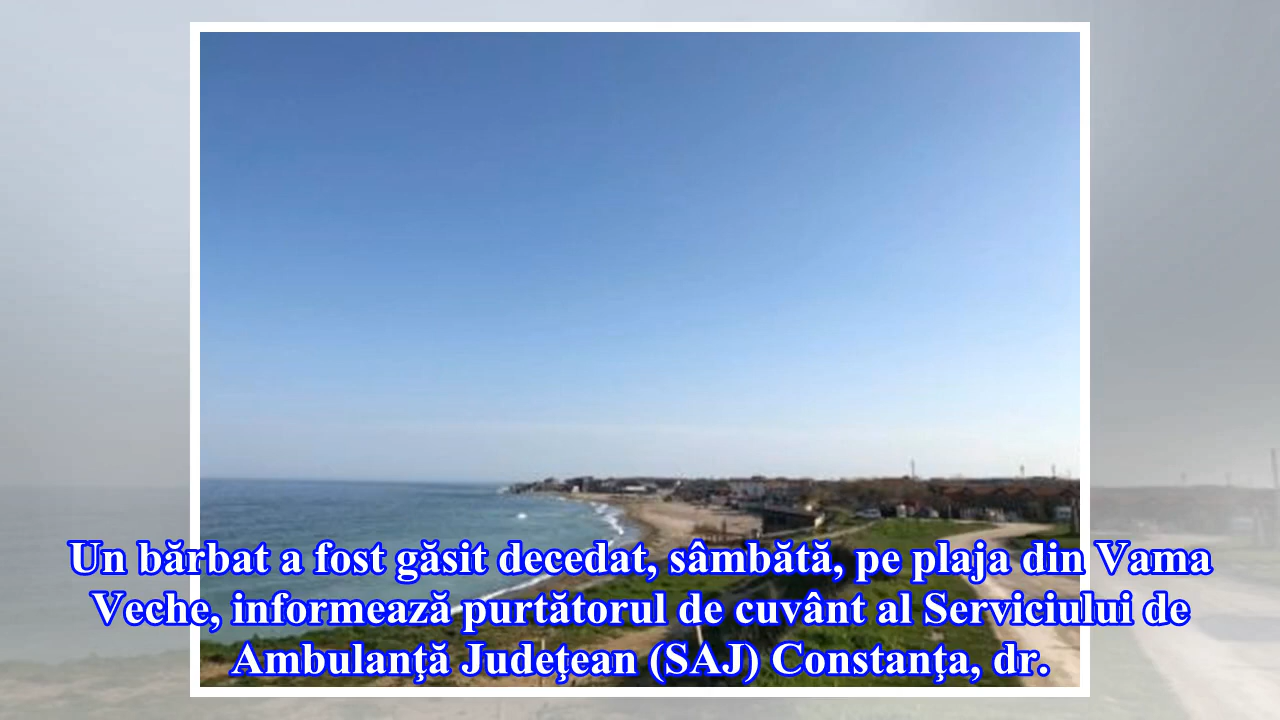 Un bărbat a fost găsit decedat, sâmbătă, pe plaja din Vama
Veche, informează purtătorul de cuvânt al Serviciului de
Ambulanţă Judeţean (SAJ) Constanţa, dr.